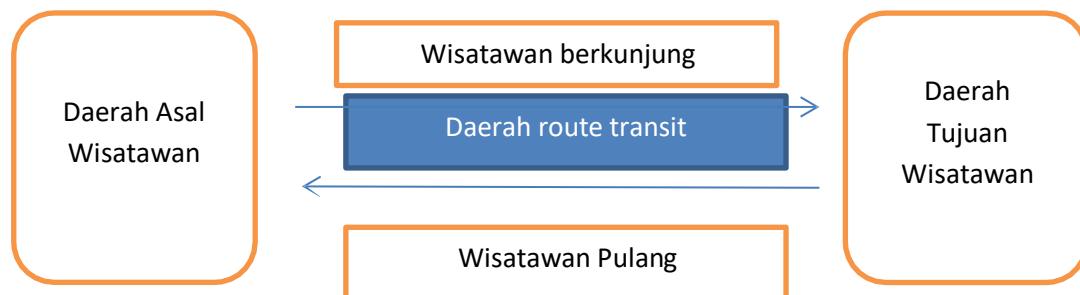 Daerah Asal
Wisatawan
Wisatawan berkunjung
Daerah route transit
Wisatawan Pulang
Daerah
Tujuan
Wisatawan